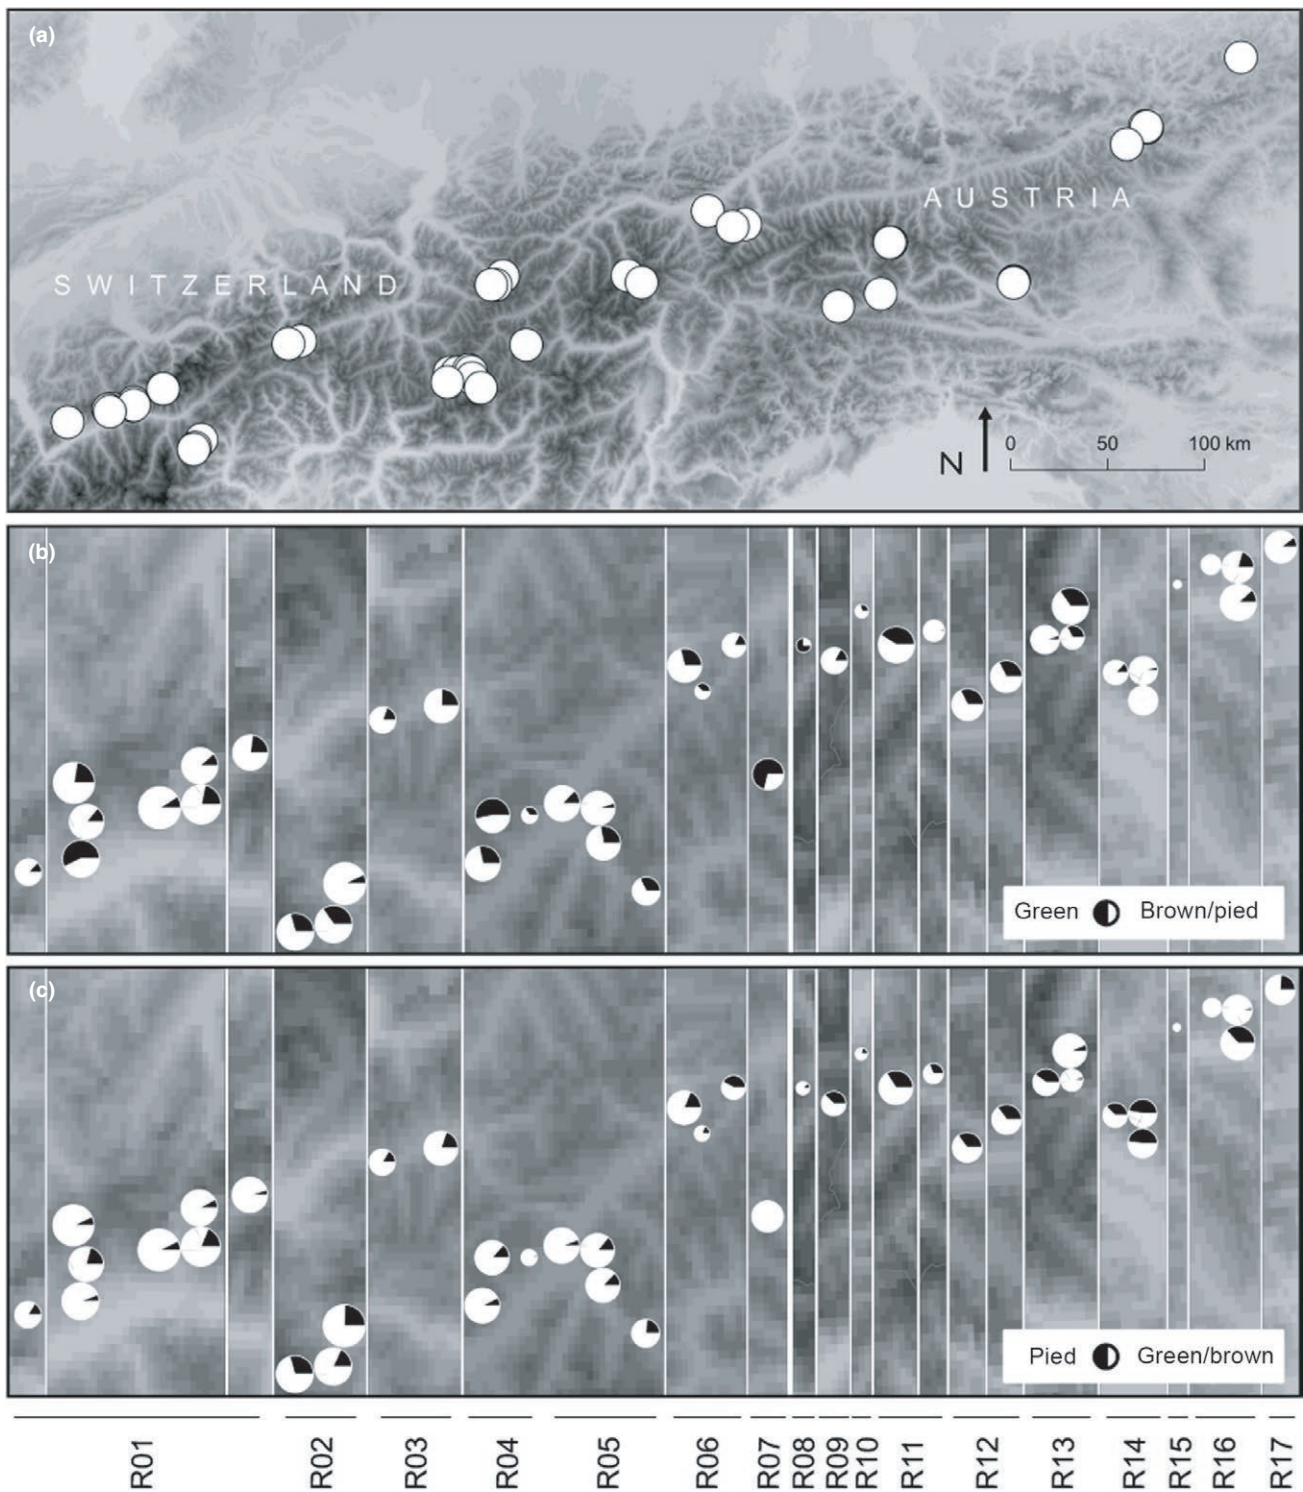 (a)
AUSTRIA
SWITZERLAND
N
0 50 100 km
(b)
Green Brown/pied
(c)
Pied Green/brown
R01 R02 R03 R04 R05 R06 R07 R08 R09 R10 R11 R12 R13 R14 R15 R16 R17